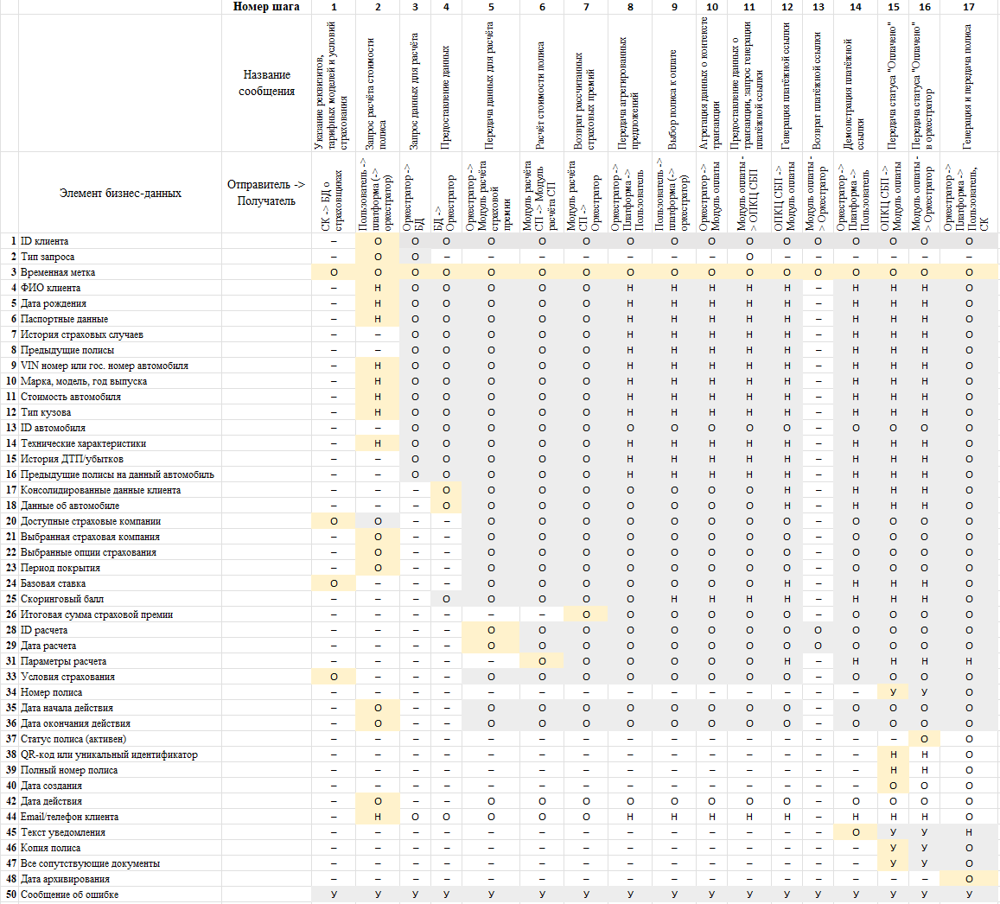 Номер шага 1 2 3 4 5 6 7 8 9 10 11 12 13 14 15 16 17
Название
сообщения
Указание реквизитов,
тарифных моделей и условий
страхования
Запрос расчёта стоимости
полиса
Запрос данных для расчёта
Предоставление данных
Передача данных для расчёта
Расчёт стоимости полиса
Возврат рассчитанных
страховых премий
Передача агрегированных
предложений
Выбор полиса к оплате
Агрегация данных о контексте
транзакции
Предоставление данных о
транзакции, запрос генерации
платёжной ссылки
Генерация платёжной ссылки
Возврат платёжной ссылки
Демонстрация платёжной
ссылки
Передача статуса "Оплачено"
Передача статуса "Оплачено"
в оркестратор
Генерация и передача полиса
Элемент бизнес-данных
Отправитель ->
Получатель
СК -> БД о
страховщиках
Пользователь ->
платформа (->
оркестратор)
Оркестратор ->
БД
БД ->
Оркестратор
Оркестратор ->
Модуль расчёта
страховой
премии
Модуль расчёта
СП -> Модуль
расчёта СП
Модуль расчёта
СП ->
Оркестратор
Оркестратор ->
Платформа ->
Пользователь
Пользователь ->
платформа (->
оркестратор)
Оркестратор ->
Модуль оплаты
Модуль оплаты -
> ОПКЦ СБП
ОПКЦ СБП ->
Модуль оплаты
Модуль оплаты -
> Оркестратор
Оркестратор ->
Платформа ->
Пользователь
ОПКЦ СБП ->
Модуль оплаты
Модуль оплаты -
> Оркестратор
Оркестратор ->
Платформа ->
Пользователь,
СК
1 ID клиента – О О О О О О О О О О О О О О О О
2 Тип запроса – О О – – – – – – – О – – – – – –
3 Временная метка О О О О О О О О О О О О О О О О О
4 ФИО клиента – Н О О О О О Н Н Н Н Н – Н Н Н О
5 Дата рождения – Н О О О О О Н Н Н Н Н – Н Н Н О
6 Паспортные данные – Н О О О О О Н Н Н Н Н – Н Н Н О
7 История страховых случаев – – О О О О О Н Н Н Н Н – Н Н Н О
8 Предыдущие полисы – – О О О О О Н Н Н Н Н – Н Н Н О
9 VIN номер или гос. номер автомобиля – Н О О О О О Н Н Н Н Н – Н Н Н О
10 Марка, модель, год выпуска – Н О О О О О Н Н Н Н Н – Н Н Н О
11 Стоимость автомобиля – Н О О О О О Н Н Н Н Н – Н Н Н О
12 Тип кузова – Н О О О О О Н Н Н Н Н – Н Н Н О
13 ID автомобиля – – О О О О О О О О О О – О О О О
14 Технические характеристики – Н О О О О О Н Н Н Н Н – Н Н Н О
15 История ДТП/убытков – – О О О О О Н Н Н Н Н – Н Н Н О
16 Предыдущие полисы на данный автомобиль – – О О О О О Н Н Н Н Н – Н Н Н О
17 Консолидированные данные клиента – – – О О О О О О О О Н – Н Н Н О
18 Данные об автомобиле – – – О О О О О О О О Н – Н Н Н О
20 Доступные страховые компании О О – – О О О О О О О О – О О О О
21 Выбранная страховая компания – О – – О О О О О О О О – О О О О
22 Выбранные опции страхования – О – – О О О О О О О О – О О О О
23 Период покрытия – О – – О О О О О О О О – О О О О
24 Базовая ставка О – – – О О О О О О О Н – Н Н Н О
25 Скоринговый балл – – – О О О О О Н Н Н Н – Н Н Н О
26 Итоговая сумма страховой премии – – – – – – О О О О О О – О О О О
28 ID расчета – – – – О О О О О О О О О О О О О
29 Дата расчета – – – – О О О О О О О О О О О О О
31 Параметры расчета – – – – – О О О О О О Н – Н Н Н Н
33 Условия страхования О – – – О О О О О О О О – О О О О
34 Номер полиса – – – – – – – – – – – – – – У У О
35 Дата начала действия – О – – О О О О О О О О – О О О О
36 Дата окончания действия – О – – О О О О О О О О – О О О О
37 Статус полиса (активен) – – – – – – – – – – – – – – – О О
38 QR-код или уникальный идентификатор – – – – – – – – – – – – – – Н Н О
39 Полный номер полиса – – – – – – – – – – – – – – Н Н О
40 Дата создания – – – – – – – – – – – – – – О О О
42 Дата действия – О – – О О О О О О О О – О О О О
44 Email/телефон клиента – Н О О О О О Н Н Н Н Н – Н Н Н О
45 Текст уведомления – – – – – – – – – – – – – О У У Н
46 Копия полиса – – – – – – – – – – – – – – У У О
47 Все сопутствующие документы – – – – – – – – – – – – – – У У О
48 Дата архивирования – – – – – – – – – – – – – – – – О
50 Сообщение об ошибке У У У У У У У У У У У У У У У У У